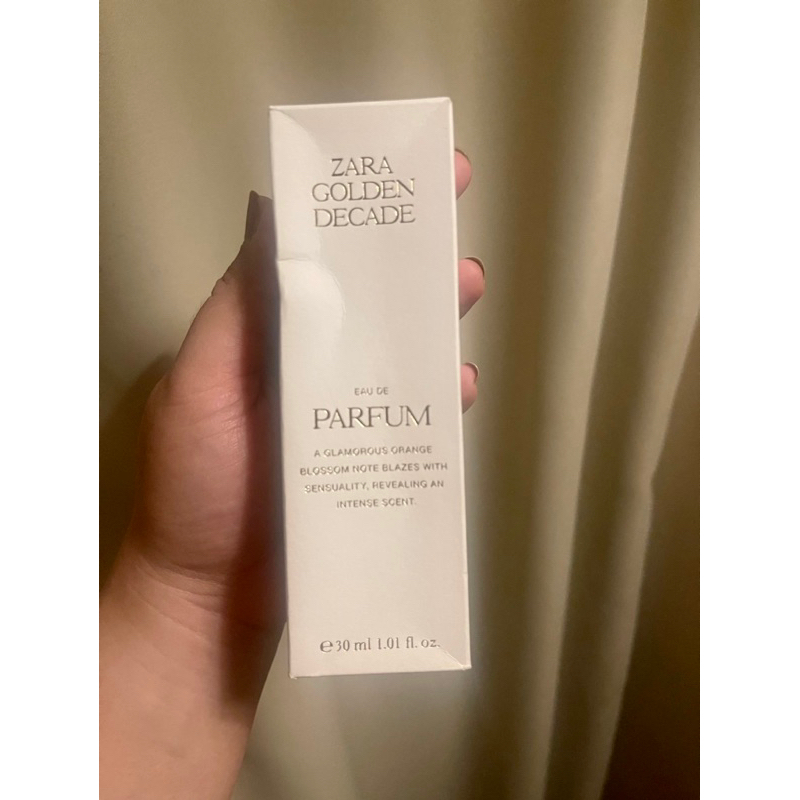 ZARA
GOLDEN
DECADE
EAU DE
PARFUM
A GLAMOROUS ORANGE
BLOSSOM NOTE BLAZES WITH
SENSUALITY, REVEALING AN
INTENSE SCENT.
℮30 ml 1.01 fl. oz.